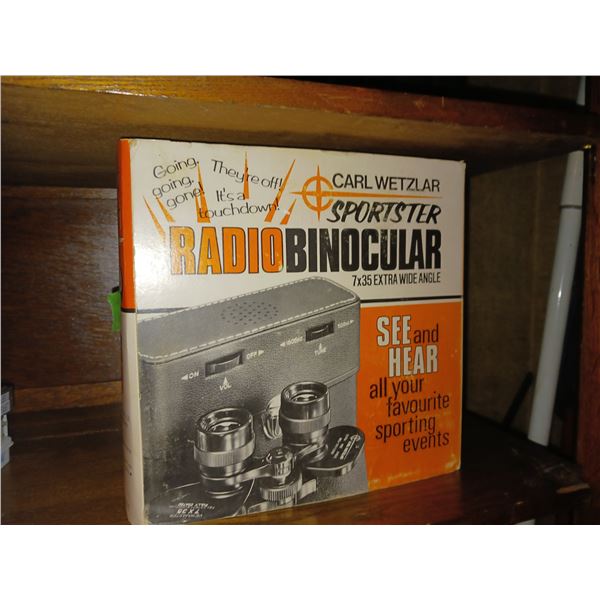 Going,
going,
gone!
They're off!
It's a
touchdown!
CARL WETZLAR
SPORTSTER
RADIOBINOCULAR
7x35 EXTRA WIDE ANGLE
SEE and
HEAR
all your
favourite
sporting
events
ON
OFF
VOL
TUNE